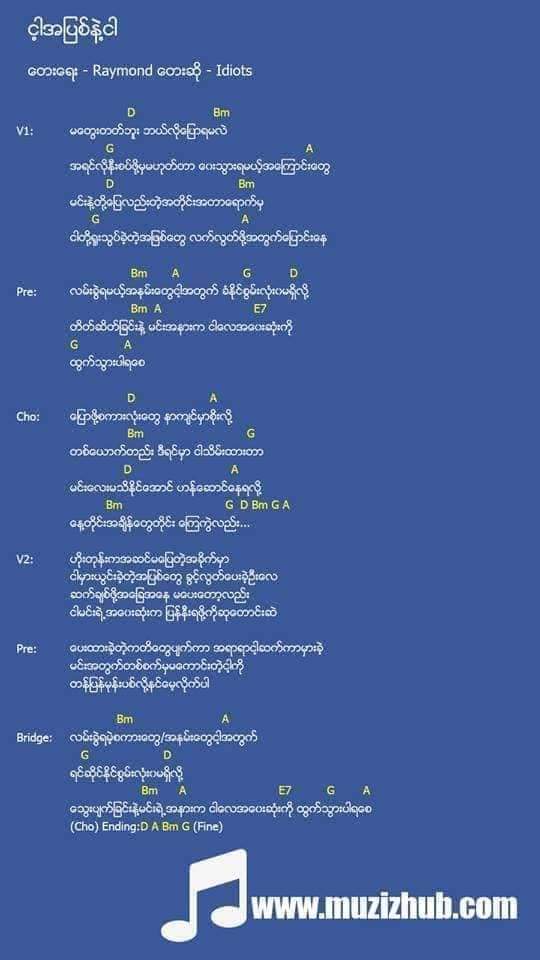 ငှါအပြစ်နဲ့ငါ
တေးရေး - Raymond တေးဆို - Idiots
D Bm
V1: မတွေးတတ်ဘူး ဘယ်လိုပြောရမလဲ
G A
အရင်လိုနီးစပ်ဖို့မှမဟုတ်တာ ဝေးသွားရမယ့်အကြောင်းတွေ
D Bm
မင်းနဲ့တို့ပြေလည်းတဲ့အတိုင်းအတာရောက်မှ
G A
ငါတို့ရူးသွပ်ခဲ့တဲ့အဖြစ်တွေ လက်လွတ်ဖို့အတွက်ပြောင်းနေ
Bm A G D
Pre: လမ်းခွဲရမယ့်အနမ်းတွေငှါအတွက် ခံနိုင်စွမ်းလုံးဝမရှိလို့
Bm A E7
တိတ်ဆိတ်ခြင်းနဲ့ မင်းအနားက ငါလေအဝေးဆုံးကို
G A
ထွက်သွားပါရစေ
D A
Cho: ပြောဖို့စကားလုံးတွေ နာကျင်မှာစိုးလို့
Bm G
တစ်ယောက်တည်း ဒီရင်မှာ ငါသိမ်းထားတာ
D A
မင်းလေးမသိနိုင်အောင် ဟန်ဆောင်နေရလို့
Bm G D Bm G A
နေ့တိုင်းအချိန်တွေတိုင်း ကြေကွဲလည်း...
V2: ဟိုးတုန်းကအဆင်မပြေတဲ့အခိုက်မှာ
ငါမှားယွင်းခဲ့တဲ့အပြစ်တွေ ခွင့်လွှတ်ပေးခဲ့ဦးလေ
ဆက်ချစ်ဖို့အခြေအနေ မပေးတော့လည်း
ငါမင်းရဲ့အဝေးဆုံးက ပြန်နီးရဖို့ကိုဆုတောင်းဆဲ
Pre: ပေးထားခဲ့တဲ့ကတိတွေပျက်ကာ အရာရာငှါဆက်ကာမှားခဲ့
မင်းအတွက်တစ်စက်မှမကောင်းတဲ့ငှါကို
တန်ပြန်မုန်းပစ်လို့နင်မေ့လိုက်ပါ
Bm A
Bridge: လမ်းခွဲရမဲ့စကားတွေ/အနမ်းတွေငှါအတွက်
G D
ရင်ဆိုင်နိုင်စွမ်းလုံးဝမရှိလို့
Bm A E7 G A
သွေးပျက်ခြင်းနဲ့မင်းရဲ့အနားက ငါလေအဝေးဆုံးကို ထွက်သွားပါရစေ
(Cho) Ending:D A Bm G (Fine)
www.muzizhub.com